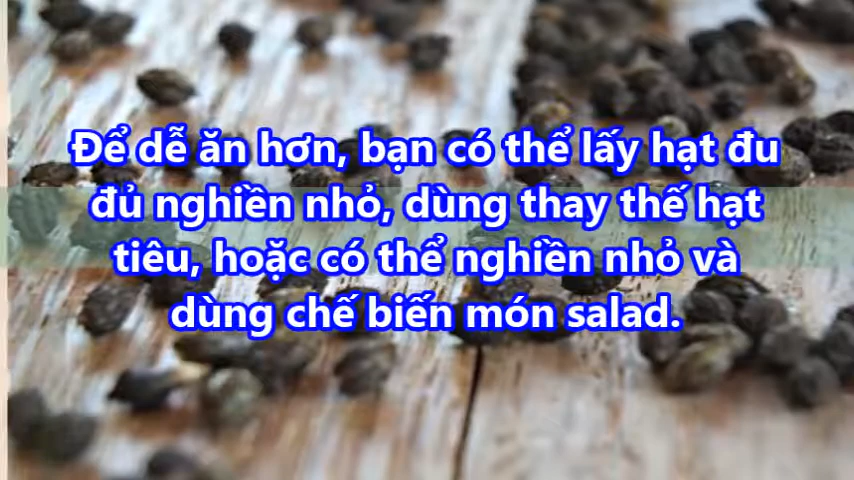 Để dễ ăn hơn, bạn có thể lấy hạt đu
đủ nghiền nhỏ, dùng thay thế hạt
tiêu, hoặc có thể nghiền nhỏ và
dùng chế biến món salad.